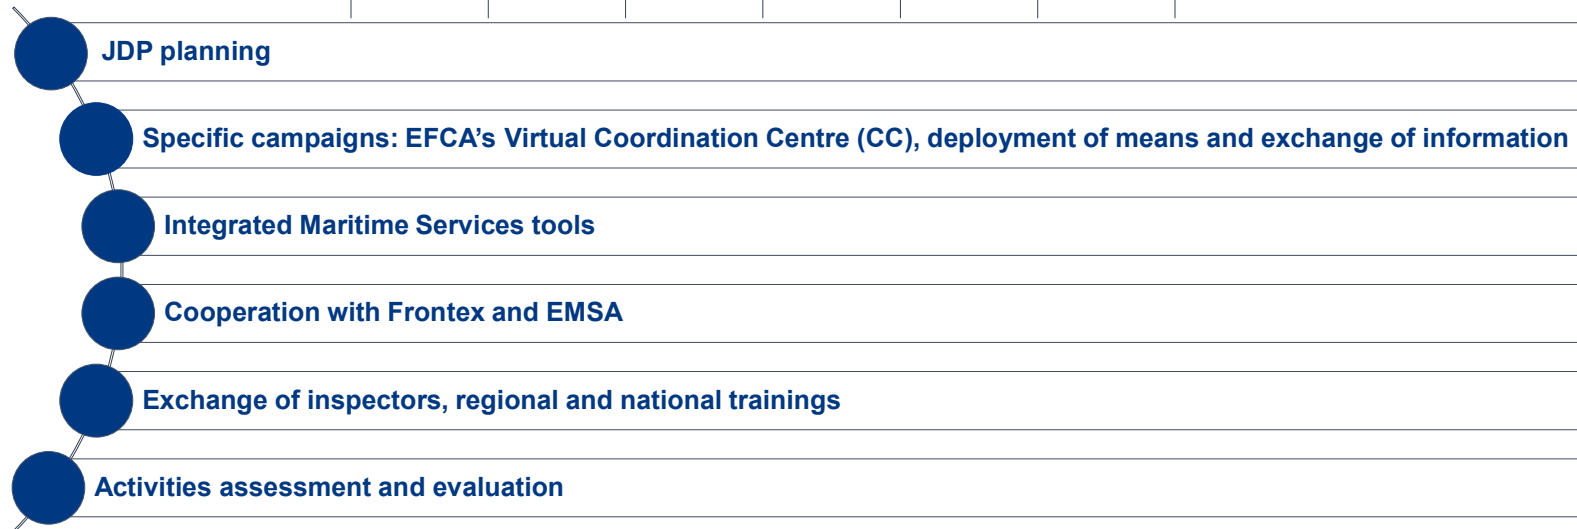 JDP planning
Specific campaigns: EFCA’s Virtual Coordination Centre (CC), deployment of means and exchange of information
Integrated Maritime Services tools
Cooperation with Frontex and EMSA
Exchange of inspectors, regional and national trainings
Activities assessment and evaluation